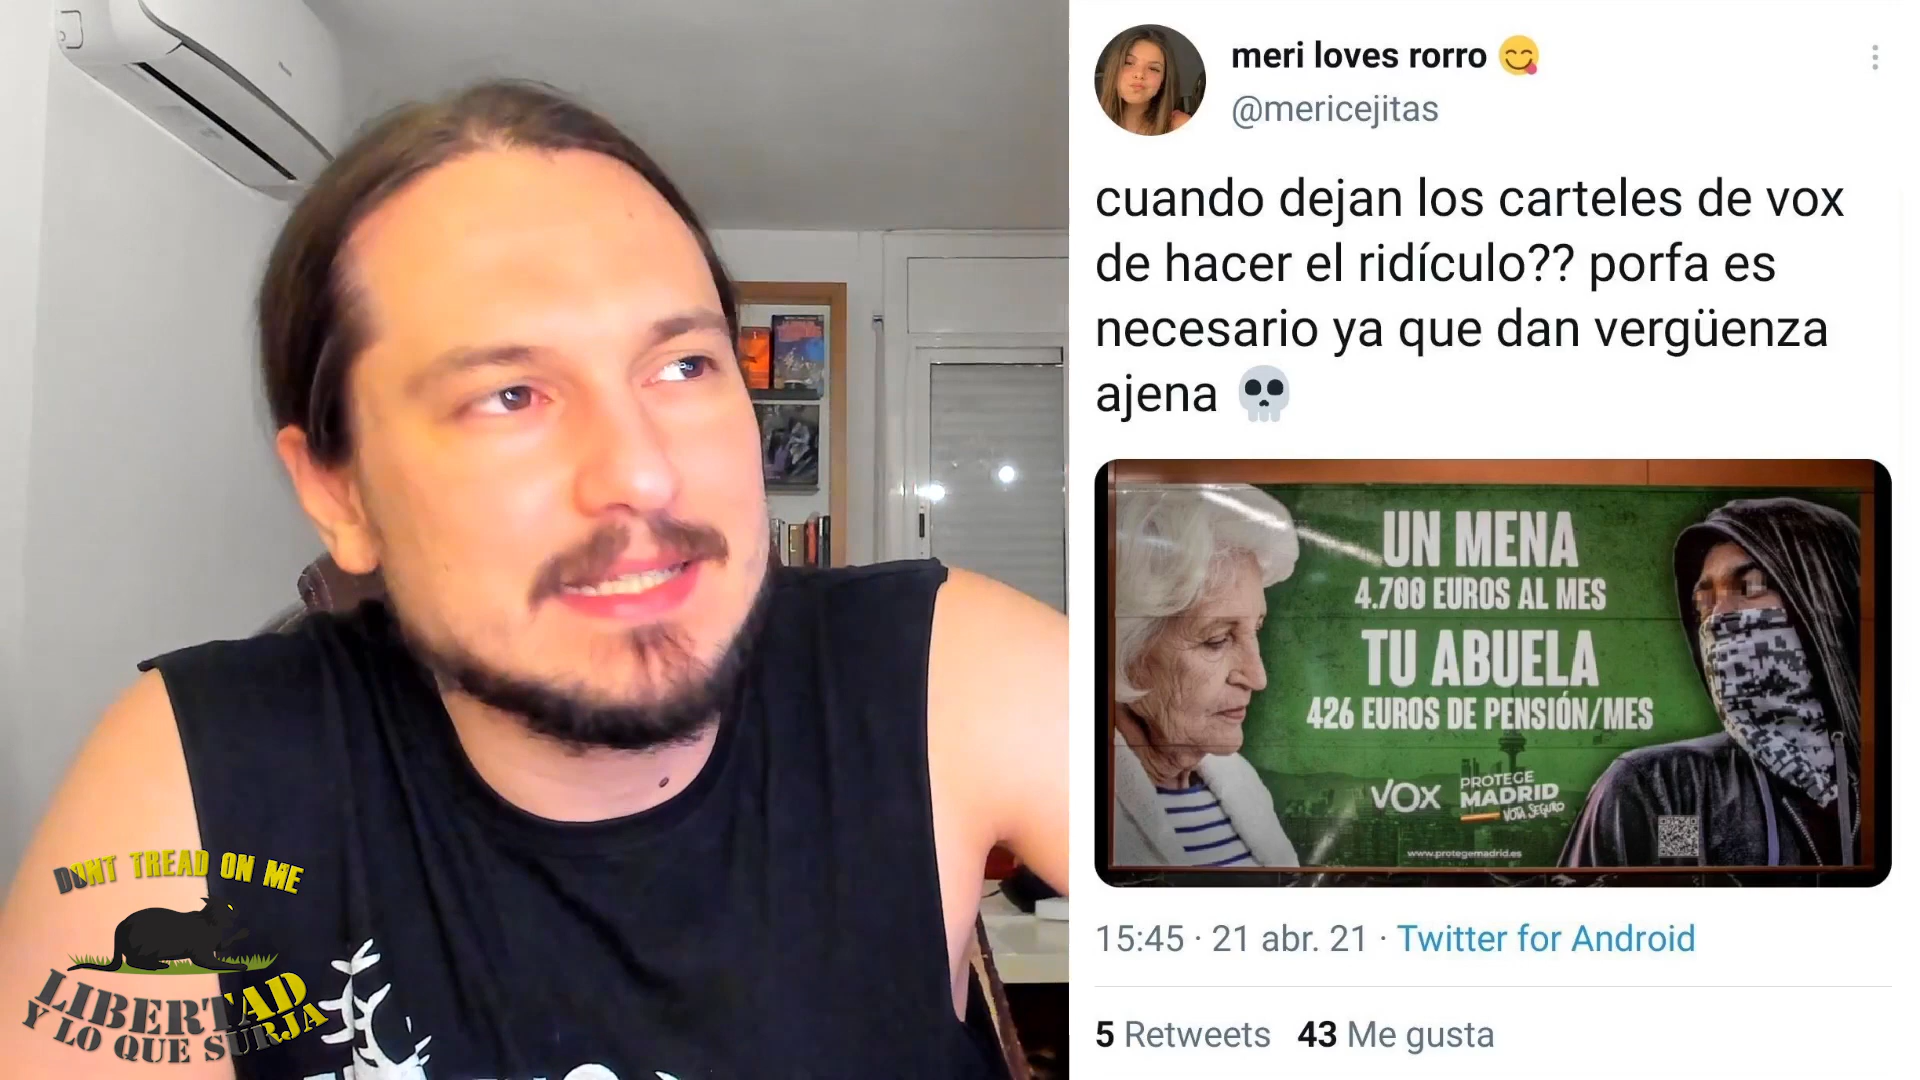 meri loves rorro 😋
@mericejitas
cuando dejan los carteles de vox
de hacer el ridículo?? porfa es
necesario ya que dan vergüenza
ajena 💀
UN MENA
4.700 EUROS AL MES
TU ABUELA
426 EUROS DE PENSIÓN/MES
VOX
PROTEGE
MADRID
VOTA SEGURO
www.protegemadrid.es
15:45 · 21 abr. 21 · Twitter for Android
5 Retweets 43 Me gusta
DONT TREAD ON ME
LIBERTAD
Y LO QUE SURJA